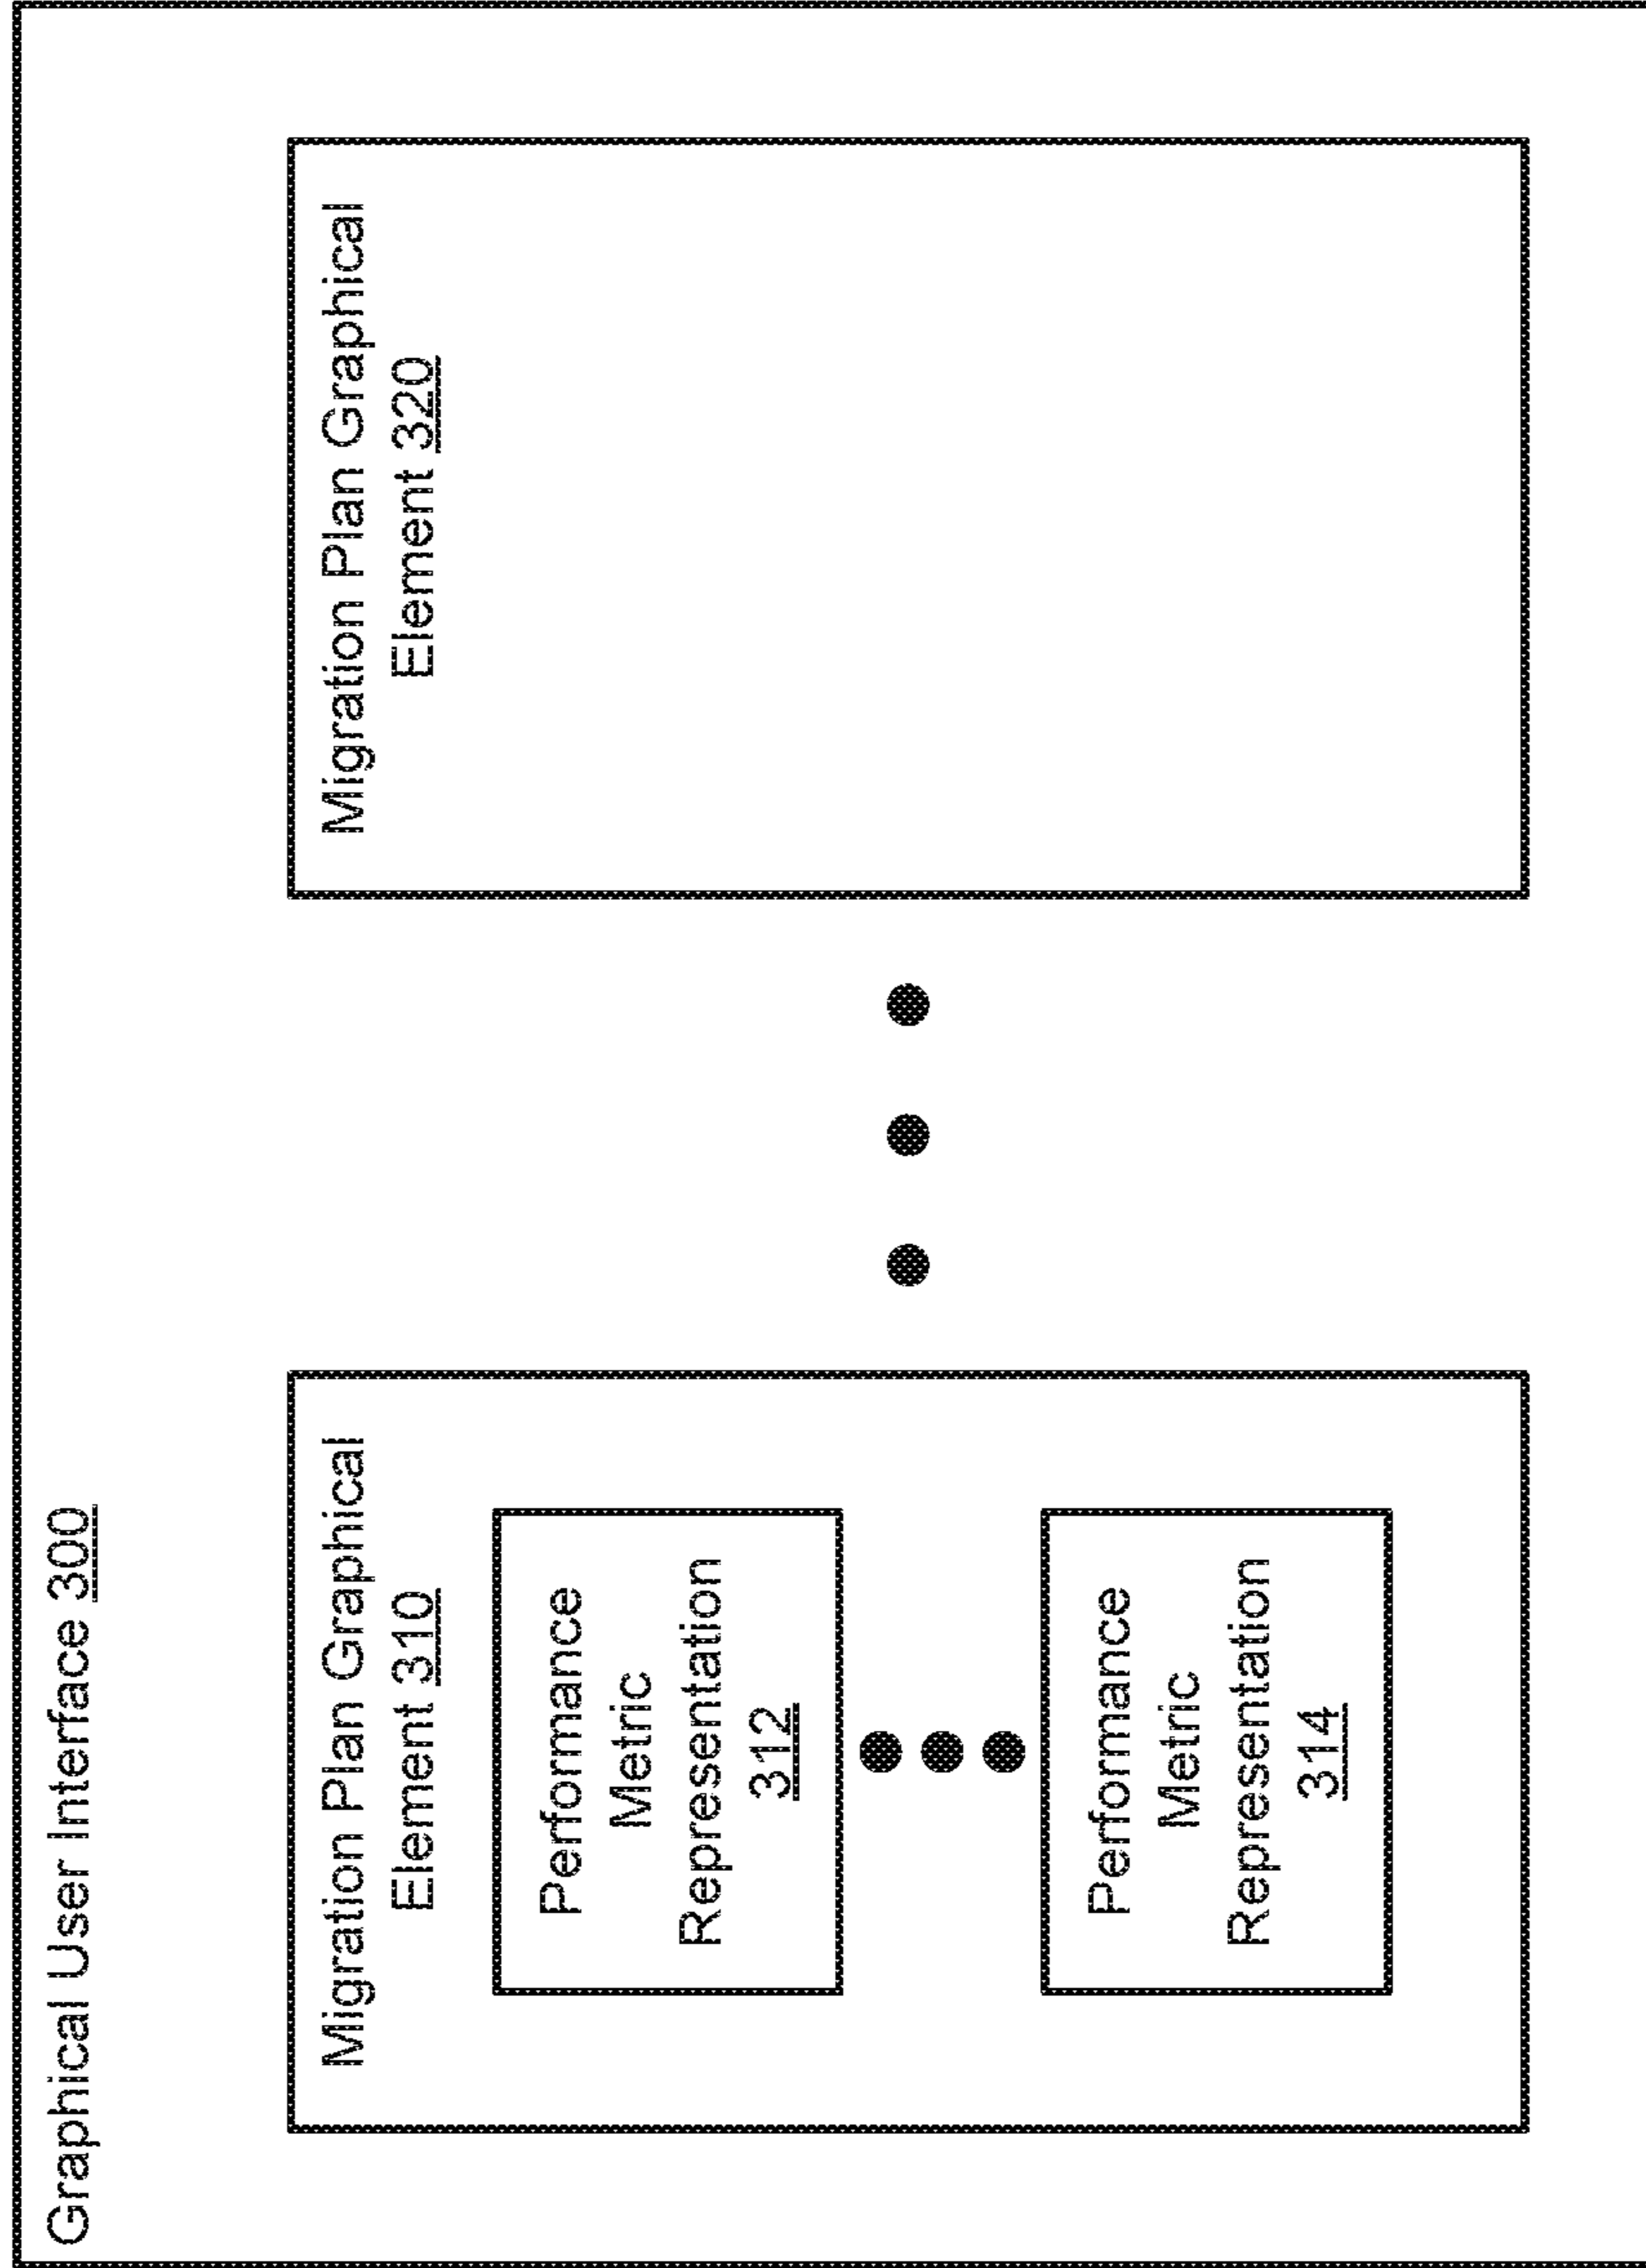 Graphical User Interface 300
Migration Plan Graphical
Element 310
Performance
Metric
Representation
312
Performance
Metric
Representation
314
Migration Plan Graphical
Element 320